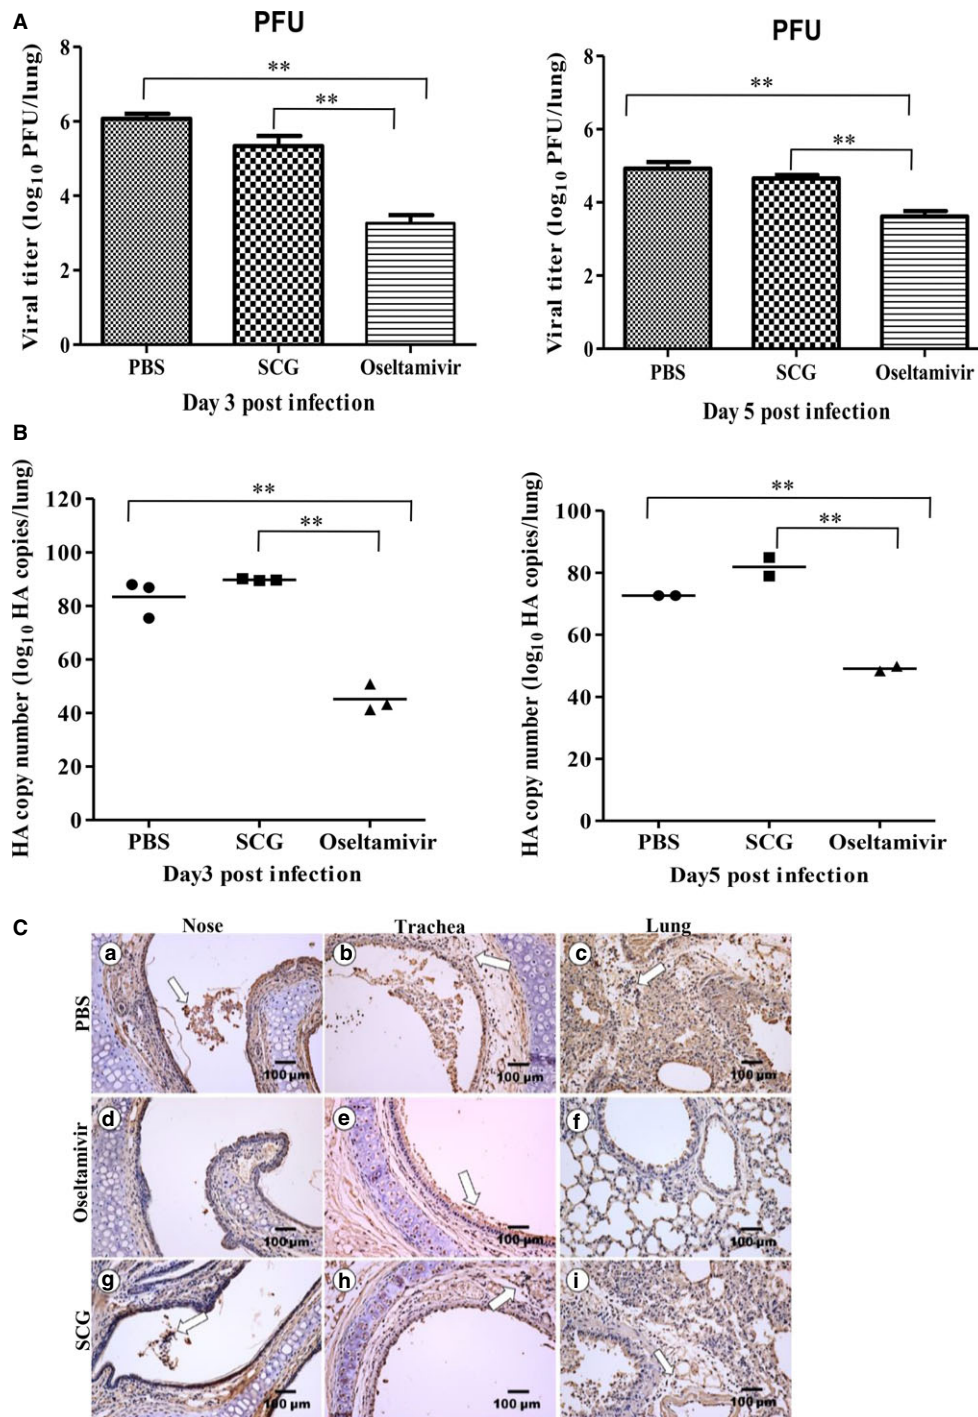 A
PFU
Viral titer (log10 PFU/lung)
8
6
4
2
0
**
**
PBS
SCG
Oseltamivir
Day 3 post infection
PFU
Viral titer (log10 PFU/lung)
8
6
4
2
0
**
**
PBS
SCG
Oseltamivir
Day 5 post infection
B
HA copy number (log10 HA copies/lung)
120
100
80
60
40
20
0
**
**
PBS
SCG
Oseltamivir
Day3 post infection
HA copy number (log10 HA copies/lung)
100
80
60
40
20
0
**
**
PBS
SCG
Oseltamivir
Day5 post infection
C
Nose
Trachea
Lung
PBS
a
100 µm
b
100 µm
c
100 µm
Oseltamivir
d
100 µm
e
100 µm
f
100 µm
SCG
g
100 µm
h
100 µm
i
100 µm